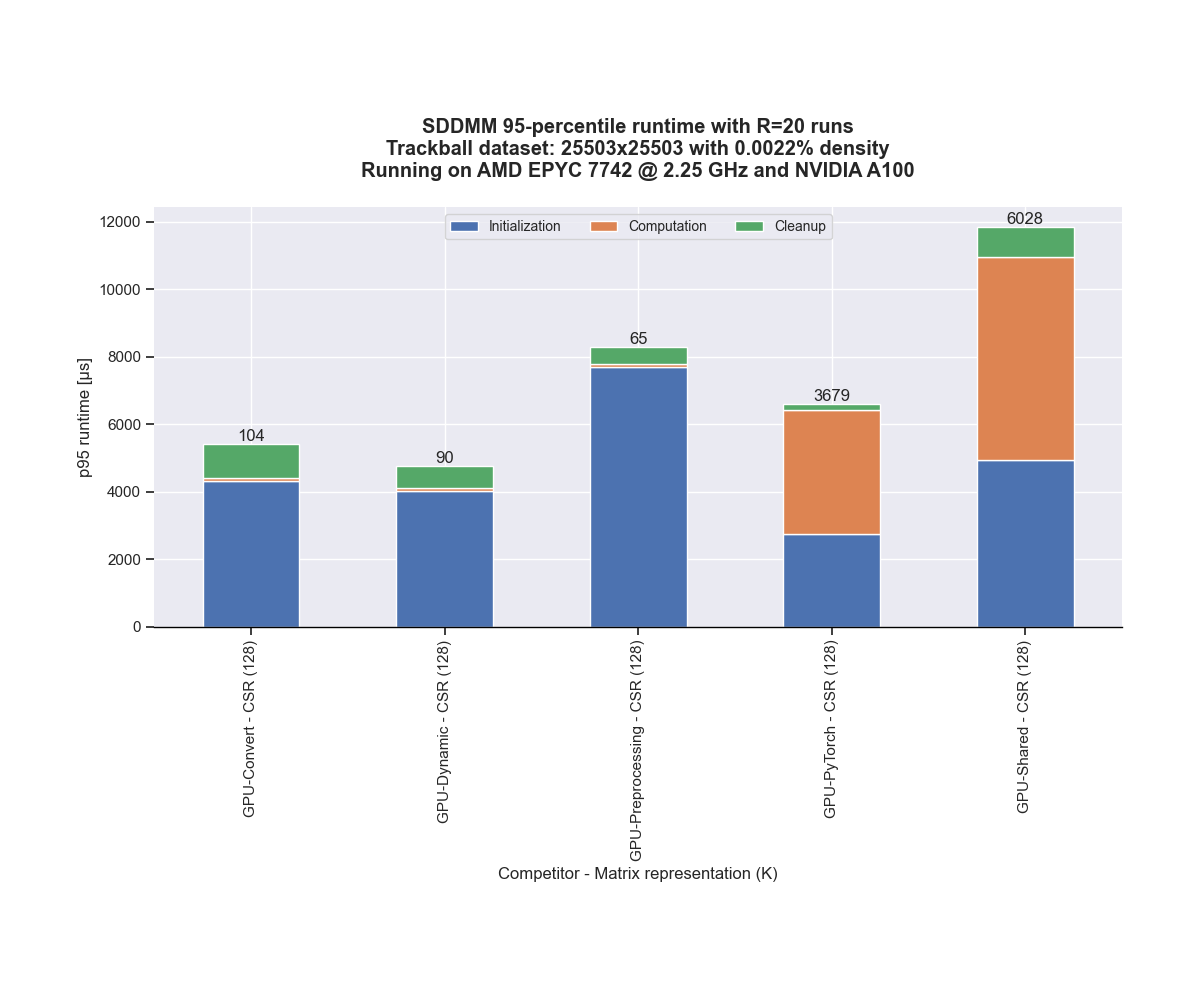 SDDMM 95-percentile runtime with R=20 runs
Trackball dataset: 25503x25503 with 0.0022% density
Running on AMD EPYC 7742 @ 2.25 GHz and NVIDIA A100
Initialization
Computation
Cleanup
p95 runtime [µs]
12000
10000
8000
6000
4000
2000
0
104
90
65
3679
6028
GPU-Convert - CSR (128)
GPU-Dynamic - CSR (128)
GPU-Preprocessing - CSR (128)
GPU-PyTorch - CSR (128)
GPU-Shared - CSR (128)
Competitor - Matrix representation (K)